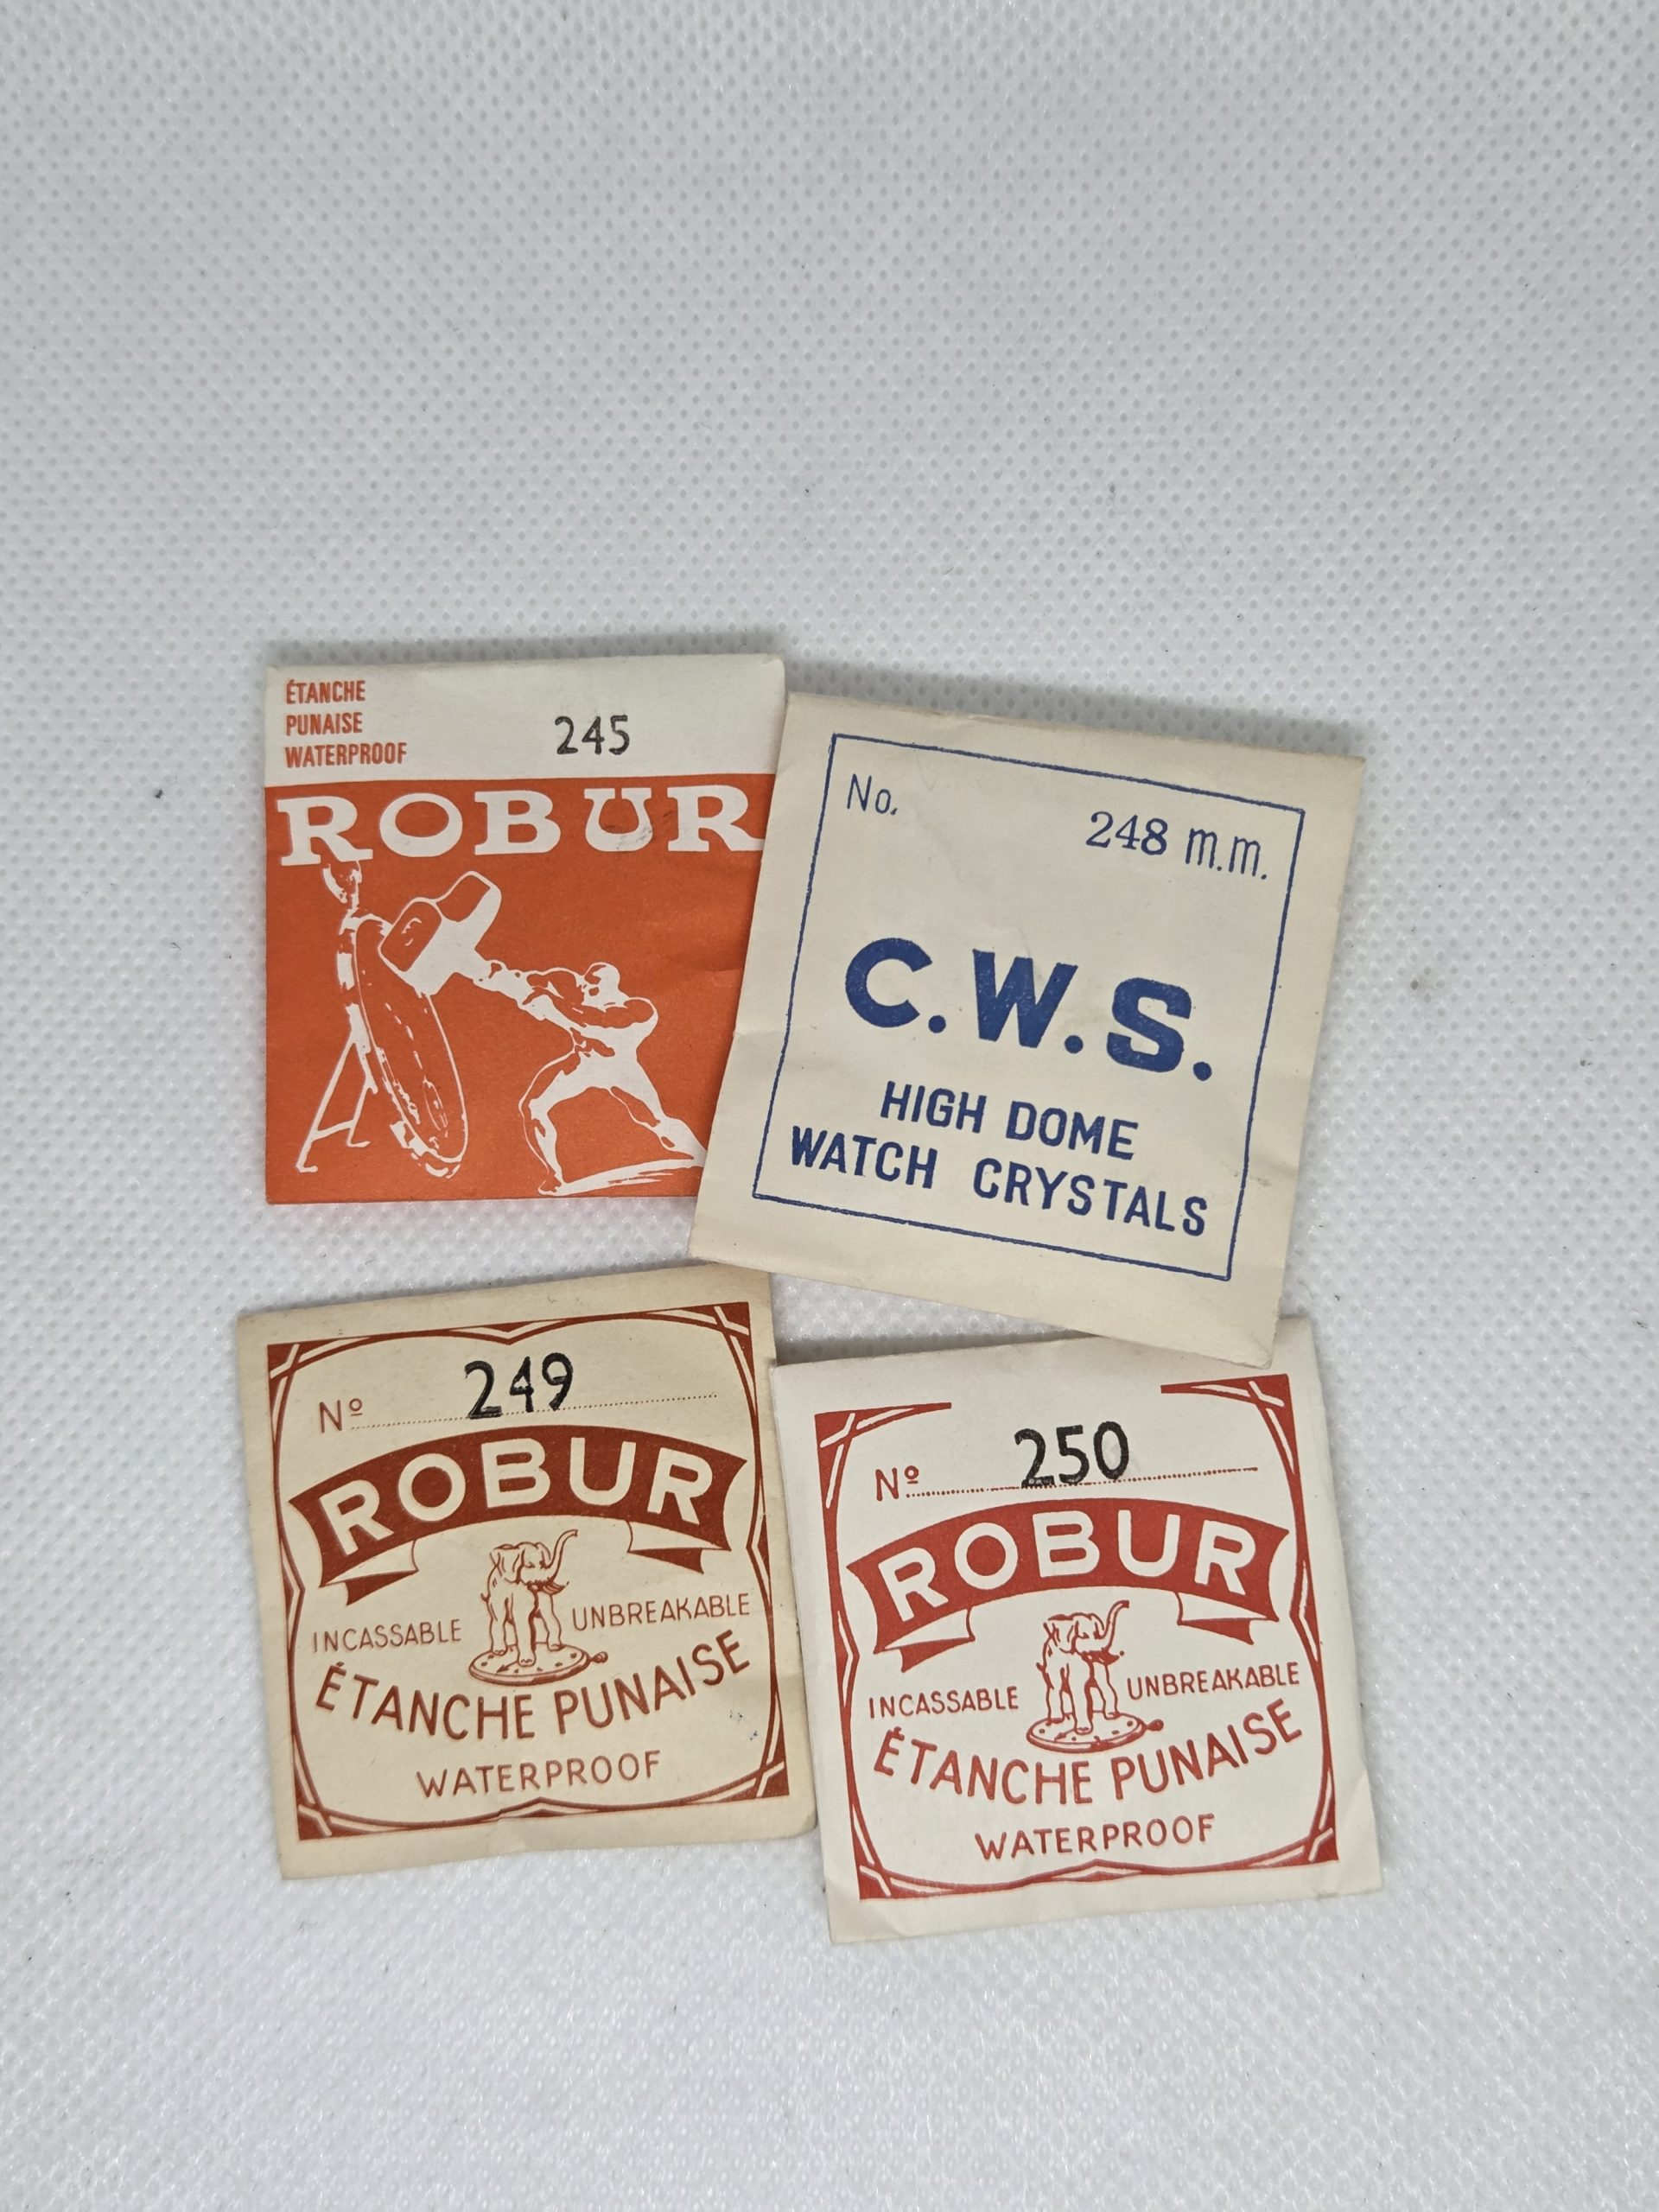 ÉTANCHE
PUNAISE
WATERPROOF
245
ROBUR
No. 248 m.m.
C.W.S.
HIGH DOME
WATCH CRYSTALS
Nº 249
ROBUR
INCASSABLE UNBREAKABLE
ÉTANCHE PUNAISE
WATERPROOF
Nº 250
ROBUR
INCASSABLE UNBREAKABLE
ÉTANCHE PUNAISE
WATERPROOF